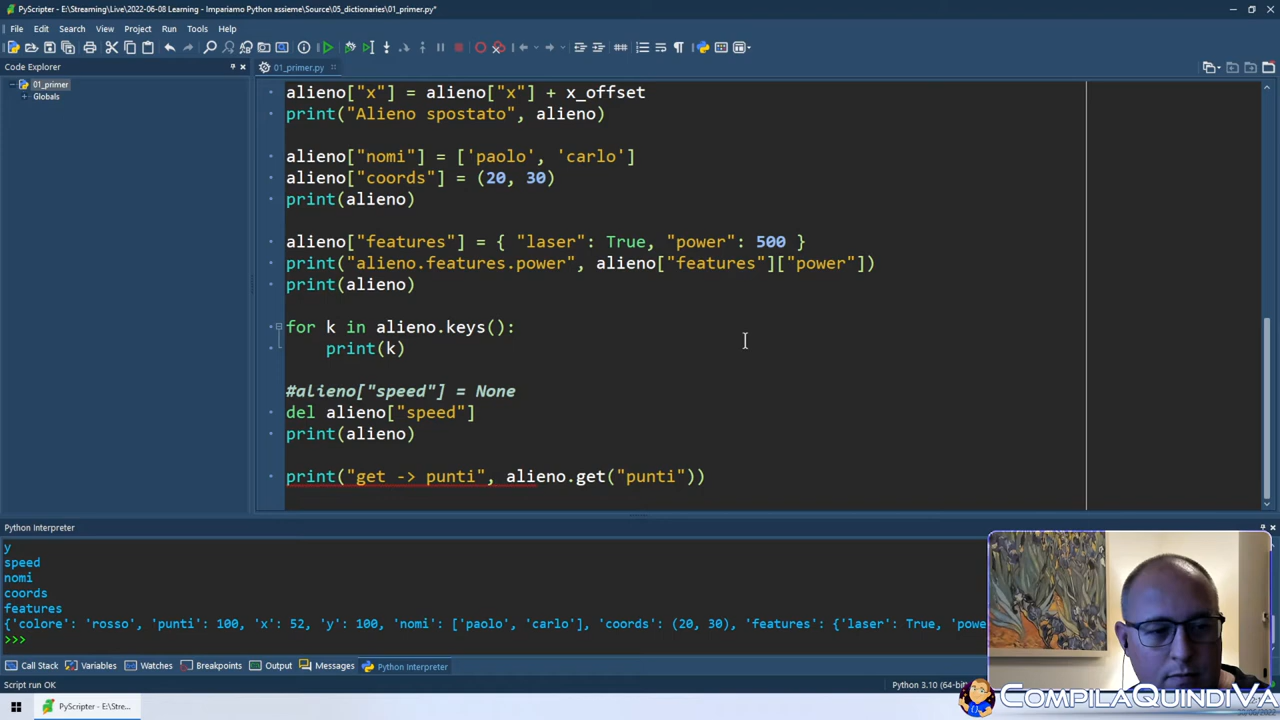 PyScripter - E:\Streaming\Live\2022-06-08 Learning - Impariamo Python assieme\Source\05_dictionaries\01_primer.py*
File Edit Search View Project Run Tools Help
Code Explorer
01_primer.py
01_primer
Globals
alieno["x"] = alieno["x"] + x_offset
print("Alieno spostato", alieno)
alieno["nomi"] = ['paolo', 'carlo']
alieno["coords"] = (20, 30)
print(alieno)
alieno["features"] = { "laser": True, "power": 500 }
print("alieno.features.power", alieno["features"]["power"])
print(alieno)
for k in alieno.keys():
print(k)
#alieno["speed"] = None
del alieno["speed"]
print(alieno)
print("get -> punti", alieno.get("punti"))
Python Interpreter
y
speed
nomi
coords
features
{'colore': 'rosso', 'punti': 100, 'x': 52, 'y': 100, 'nomi': ['paolo', 'carlo'], 'coords': (20, 30), 'features': {'laser': True, 'powe
>>>
Call Stack Variables Watches Breakpoints Output Messages Python Interpreter
Script run OK
Python 3.10 (64-bit)
PyScripter - E:\Stre...
COMPILAQUINDIVA